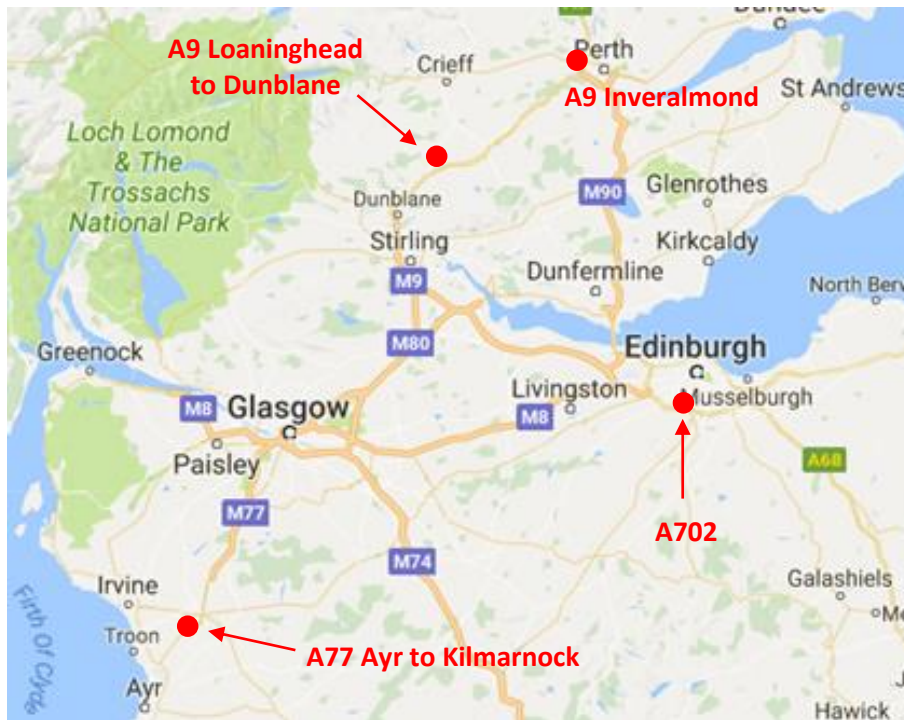 Dundee
A9 Loaninghead
to Dunblane
Crieff
Perth
A9 Inveralmond
St Andrews
Loch Lomond
& The
Trossachs
National Park
Dunblane
M90
Glenrothes
Stirling
Kirkcaldy
M9
Dunfermline
North Berw
M80
Greenock
Edinburgh
Livingston
Musselburgh
M8
Glasgow
M8
Paisley
A68
M77
A702
M74
Irvine
Galashiels
Me
Firth Of Clyde
Troon
A77 Ayr to Kilmarnock
Ayr
J
Hawick